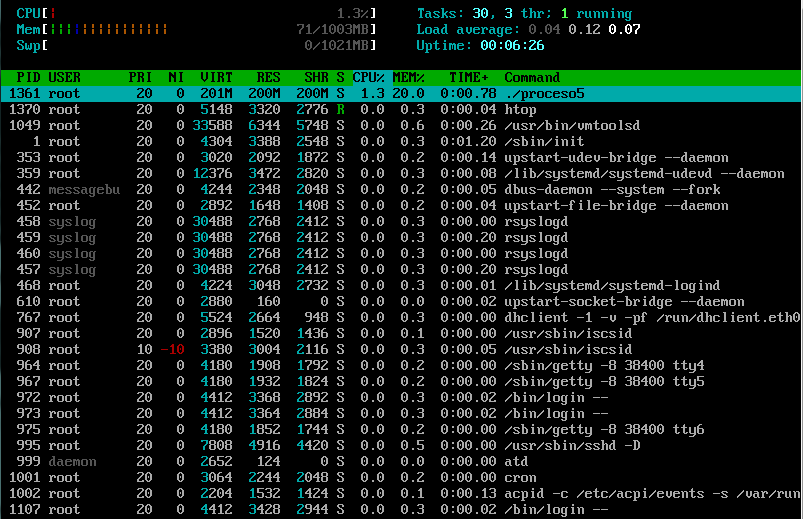 CPU[| 1.3%] Tasks: 30, 3 thr; 1 running
Mem[||||||||||||||||||| 71/1003MB] Load average: 0.04 0.12 0.07
Swp[ 0/1021MB] Uptime: 00:06:26
PID USER PRI NI VIRT RES SHR S CPU% MEM% TIME+ Command
1361 root 20 0 201M 200M 200M S 1.3 20.0 0:00.78 ./proceso5
1370 root 20 0 5148 3320 2776 R 0.0 0.3 0:00.04 htop
1049 root 20 0 33588 6344 5748 S 0.0 0.6 0:00.26 /usr/bin/vmtoolsd
1 root 20 0 4304 3388 2548 S 0.0 0.3 0:01.20 /sbin/init
353 root 20 0 3020 2092 1872 S 0.0 0.2 0:00.14 upstart-udev-bridge --daemon
359 root 20 0 12376 3472 2820 S 0.0 0.3 0:00.08 /lib/systemd/systemd-udevd --daemon
442 messagebu 20 0 4244 2348 2048 S 0.0 0.2 0:00.05 dbus-daemon --system --fork
452 root 20 0 2892 1648 1408 S 0.0 0.2 0:00.04 upstart-file-bridge --daemon
458 syslog 20 0 30488 2768 2412 S 0.0 0.3 0:00.00 rsyslogd
459 syslog 20 0 30488 2768 2412 S 0.0 0.3 0:00.20 rsyslogd
460 syslog 20 0 30488 2768 2412 S 0.0 0.3 0:00.00 rsyslogd
457 syslog 20 0 30488 2768 2412 S 0.0 0.3 0:00.20 rsyslogd
468 root 20 0 4224 3048 2732 S 0.0 0.3 0:00.01 /lib/systemd/systemd-logind
610 root 20 0 2880 160 0 S 0.0 0.0 0:00.02 upstart-socket-bridge --daemon
767 root 20 0 5524 2664 948 S 0.0 0.3 0:00.00 dhclient -1 -v -pf /run/dhclient.eth0
907 root 20 0 2896 1520 1436 S 0.0 0.1 0:00.00 /usr/sbin/iscsid
908 root 10 -10 3380 3004 2116 S 0.0 0.3 0:00.05 /usr/sbin/iscsid
964 root 20 0 4180 1908 1792 S 0.0 0.2 0:00.00 /sbin/getty -8 38400 tty4
967 root 20 0 4180 1932 1824 S 0.0 0.2 0:00.00 /sbin/getty -8 38400 tty5
972 root 20 0 4412 3368 2892 S 0.0 0.3 0:00.02 /bin/login --
973 root 20 0 4412 3364 2884 S 0.0 0.3 0:00.02 /bin/login --
975 root 20 0 4180 1852 1744 S 0.0 0.2 0:00.00 /sbin/getty -8 38400 tty6
995 root 20 0 7808 4916 4420 S 0.0 0.5 0:00.00 /usr/sbin/sshd -D
999 daemon 20 0 2652 124 0 S 0.0 0.0 0:00.00 atd
1001 root 20 0 3064 2244 2048 S 0.0 0.2 0:00.00 cron
1002 root 20 0 2204 1532 1424 S 0.0 0.1 0:00.13 acpid -c /etc/acpi/events -s /var/run
1107 root 20 0 4412 3428 2944 S 0.0 0.3 0:00.02 /bin/login --